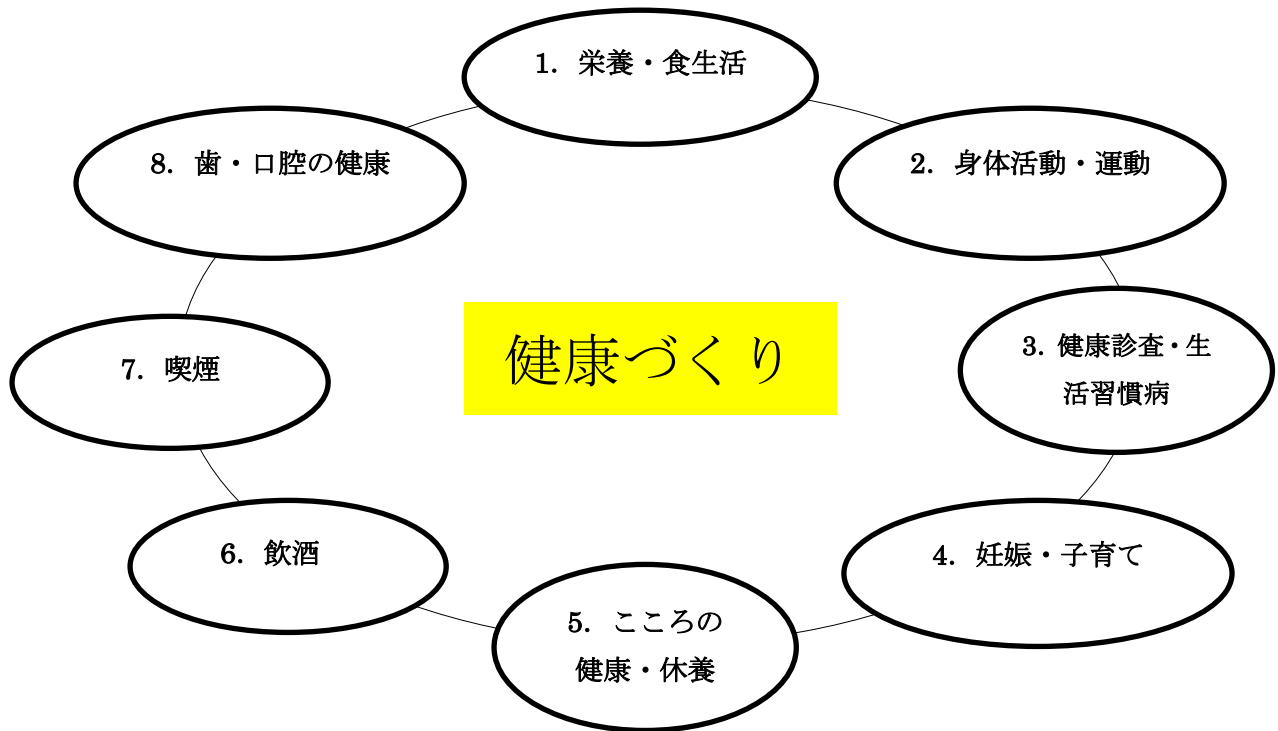 1. 栄養・食生活
2. 身体活動・運動
3. 健康診査・生
活習慣病
4. 妊娠・子育て
5. こころの
健康・休養
6. 飲酒
7. 喫煙
8. 歯・口腔の健康
健康づくり